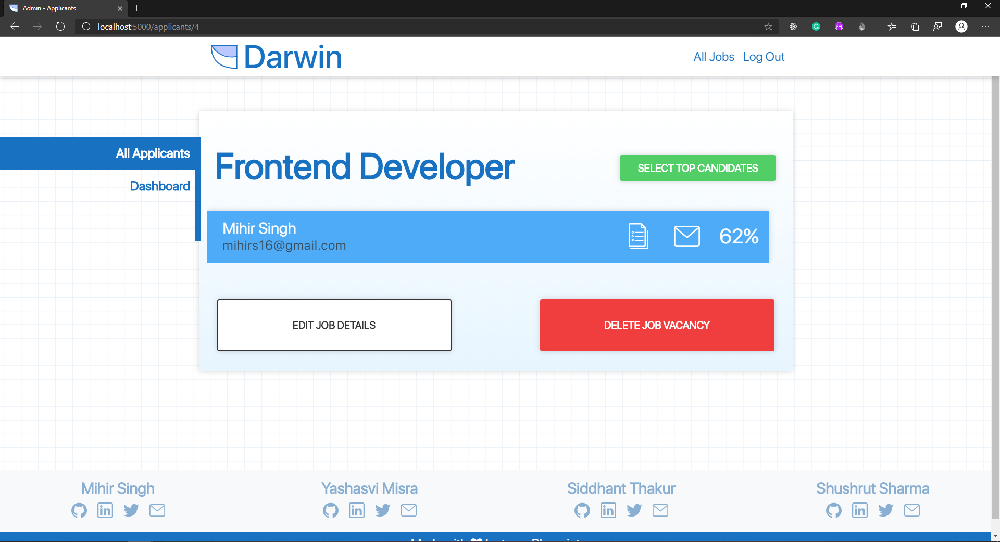 Admin - Applicants
localhost:5000/applicants/4
Darwin
All Jobs Log Out
All Applicants
Dashboard
Frontend Developer
SELECT TOP CANDIDATES
Mihir Singh
mihirs16@gmail.com
62%
EDIT JOB DETAILS
DELETE JOB VACANCY
Mihir Singh
Yashasvi Misra
Siddhant Thakur
Shushrut Sharma